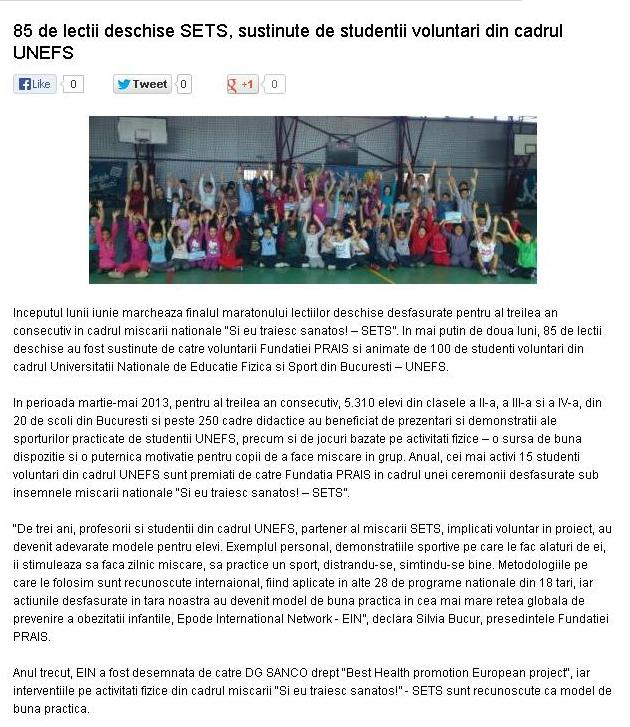 85 de lectii deschise SETS, sustinute de studentii voluntari din cadrul
UNEFS
Like 0 Tweet 0 +1 0
Inceputul lunii iunie marcheaza finalul maratonului lectiilor deschise desfasurate pentru al treilea an
consecutiv in cadrul miscarii nationale "Si eu traiesc sanatos! – SETS". In mai putin de doua luni, 85 de lectii
deschise au fost sustinute de catre voluntarii Fundatiei PRAIS si animate de 100 de studenti voluntari din
cadrul Universitatii Nationale de Educatie Fizica si Sport din Bucuresti – UNEFS.
In perioada martie-mai 2013, pentru al treilea an consecutiv, 5.310 elevi din clasele a II-a, a III-a si a IV-a, din
20 de scoli din Bucuresti si peste 250 cadre didactice au beneficiat de prezentari si demonstratii ale
sporturilor practicate de studentii UNEFS, precum si de jocuri bazate pe activitati fizice – o sursa de buna
dispozitie si o puternica motivatie pentru copii de a face miscare in grup. Anual, cei mai activi 15 studenti
voluntari din cadrul UNEFS sunt premiati de catre Fundatia PRAIS in cadrul unei ceremonii desfasurate sub
insemnele miscarii nationale "Si eu traiesc sanatos! – SETS".
"De trei ani, profesorii si studentii din cadrul UNEFS, partener al miscarii SETS, implicati voluntar in proiect, au
devenit adevarate modele pentru elevi. Exemplul personal, demonstratiile sportive pe care le fac alaturi de ei,
ii stimuleaza sa faca zilnic miscare, sa practice un sport, distrandu-se, simtindu-se bine. Metodologiile pe
care le folosim sunt recunoscute internaional, fiind aplicate in alte 28 de programe nationale din 18 tari, iar
actiunile desfasurate in tara noastra au devenit model de buna practica in cea mai mare retea globala de
prevenire a obezitatii infantile, Epode International Network - EIN", declara Silvia Bucur, presedintele Fundatiei
PRAIS.
Anul trecut, EIN a fost desemnata de catre DG SANCO drept "Best Health promotion European project", iar
interventiile pe activitati fizice din cadrul miscarii "Si eu traiesc sanatos!" - SETS sunt recunoscute ca model de
buna practica.